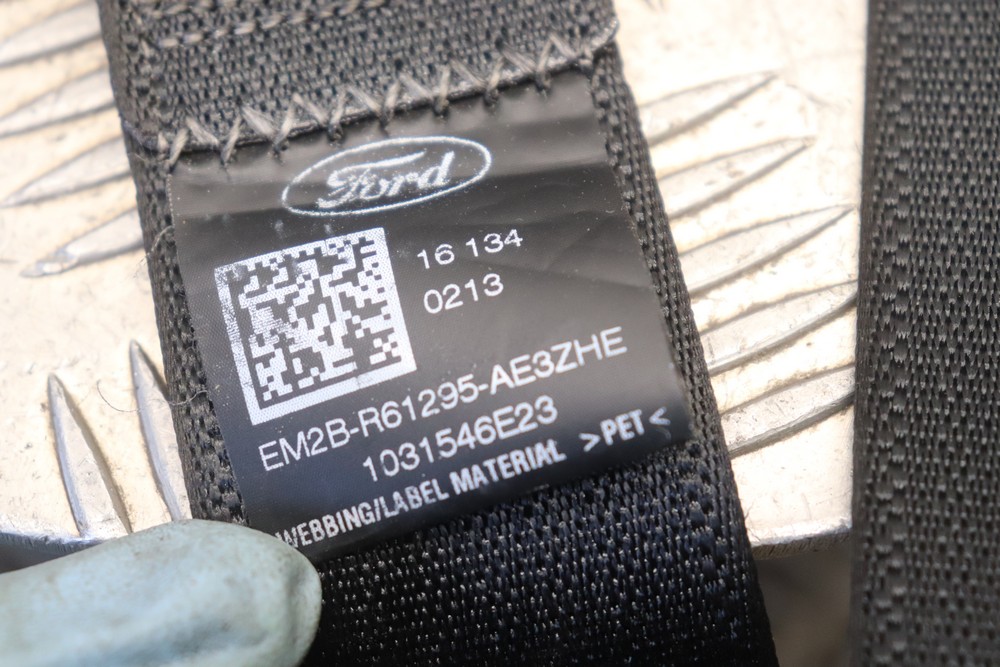 Ford
16 134
0213
EM2B-R61295-AE3ZHE
1031546E23
WEBBING/LABEL MATERIAL >PET<